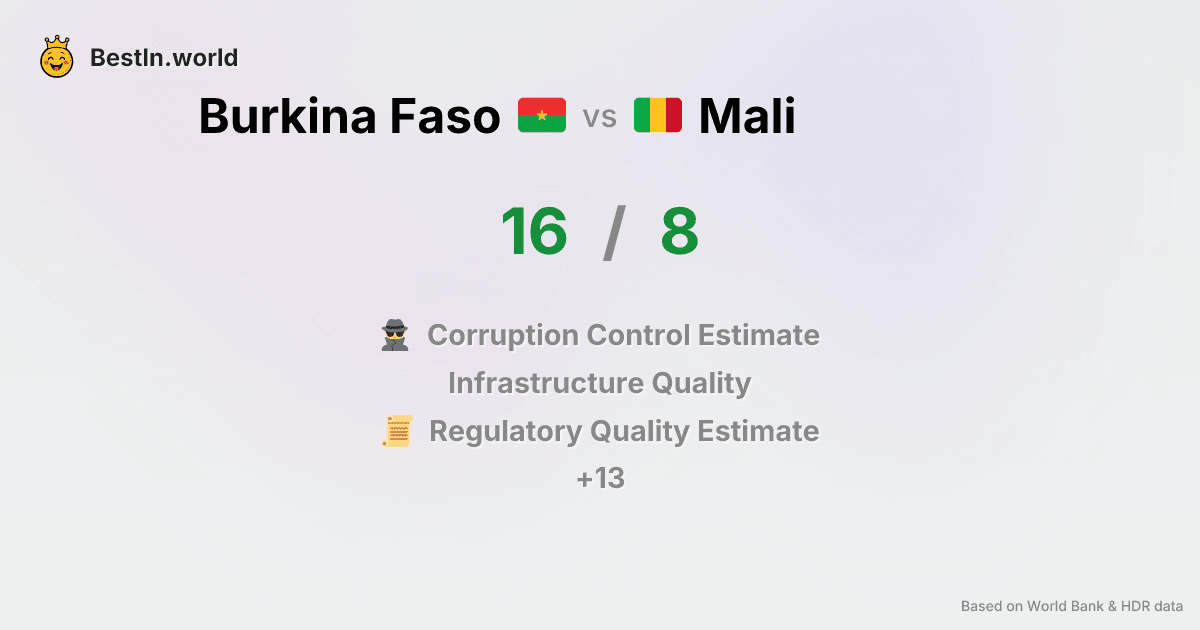 BestIn.world
Burkina Faso vs Mali
16 / 8
Corruption Control Estimate
Infrastructure Quality
Regulatory Quality Estimate
+13
Based on World Bank & HDR data